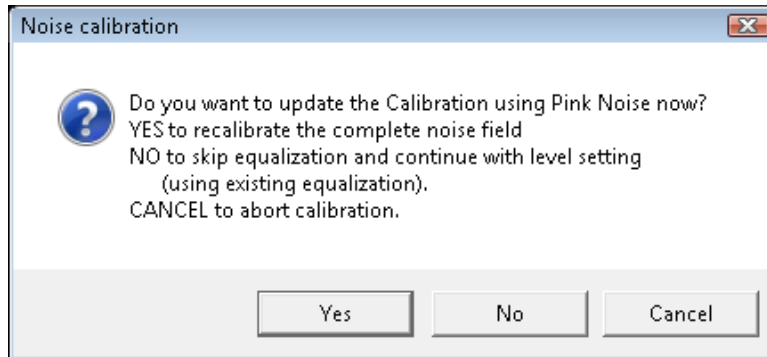 Noise calibration
Do you want to update the Calibration using Pink Noise now?
YES to recalibrate the complete noise field
NO to skip equalization and continue with level setting
(using existing equalization).
CANCEL to abort calibration.
Yes No Cancel